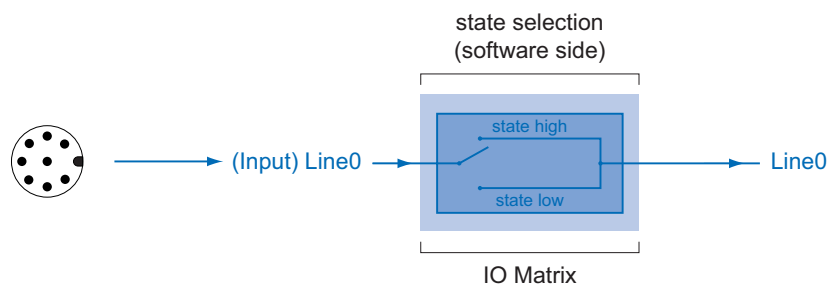 state selection
(software side)
state high
(Input) Line0
Line0
state low
IO Matrix